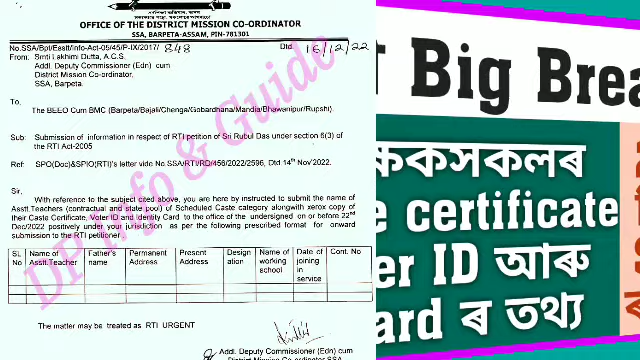 OFFICE OF THE DISTRICT MISSION CO-ORDINATOR
SSA, BARPETA-ASSAM, PIN-781301
No.SSA/Bpt/Estt/Info-Act-05/45/P-IX/2017/ 848 Dtd 16/12/22
From: Smti Lakhimi Dutta, A.C.S.
Addl. Deputy Commissioner (Edn) cum
District Mission Co-ordinator,
SSA, Barpeta.
To
The BEEO Cum BMC (Barpeta/Bajali/Chenga/Gobardhana/Mandia/Bhawanipur/Rupshi).
Sub: Submission of information in respect of RTI petition of Sri Rubul Das under section 6(3) of
the RTI Act-2005
Ref: SPO(Doc)&SPIO(RTI)'s letter vide No SSA/RTI/RD/456/2022/2596, Dtd 14th Nov'2022.
Sir,
With reference to the subject cited above, you are here by instructed to submit the name of
Asstt.Teachers (contractual and state pool) of Scheduled Caste category alongwith xerox copy of
their Caste Certificate, Voter ID and Identity Card to the office of the undersigned on or before 22nd
Dec/2022 positively under your jurisdiction as per the following prescribed format for onward
submission to the RTI petitioner
Sl No Name of Asstt.Teacher Father's name Permanent Address Present Address Design ation Name of working school Date of joining in service Cont. No
The matter may be treated as RTI URGENT
Addl. Deputy Commissioner (Edn) cum
DP Info & Guide
Big Brea
ক্ষকসকলৰ
e certificate
er ID আৰু
ard ৰ তথ্য